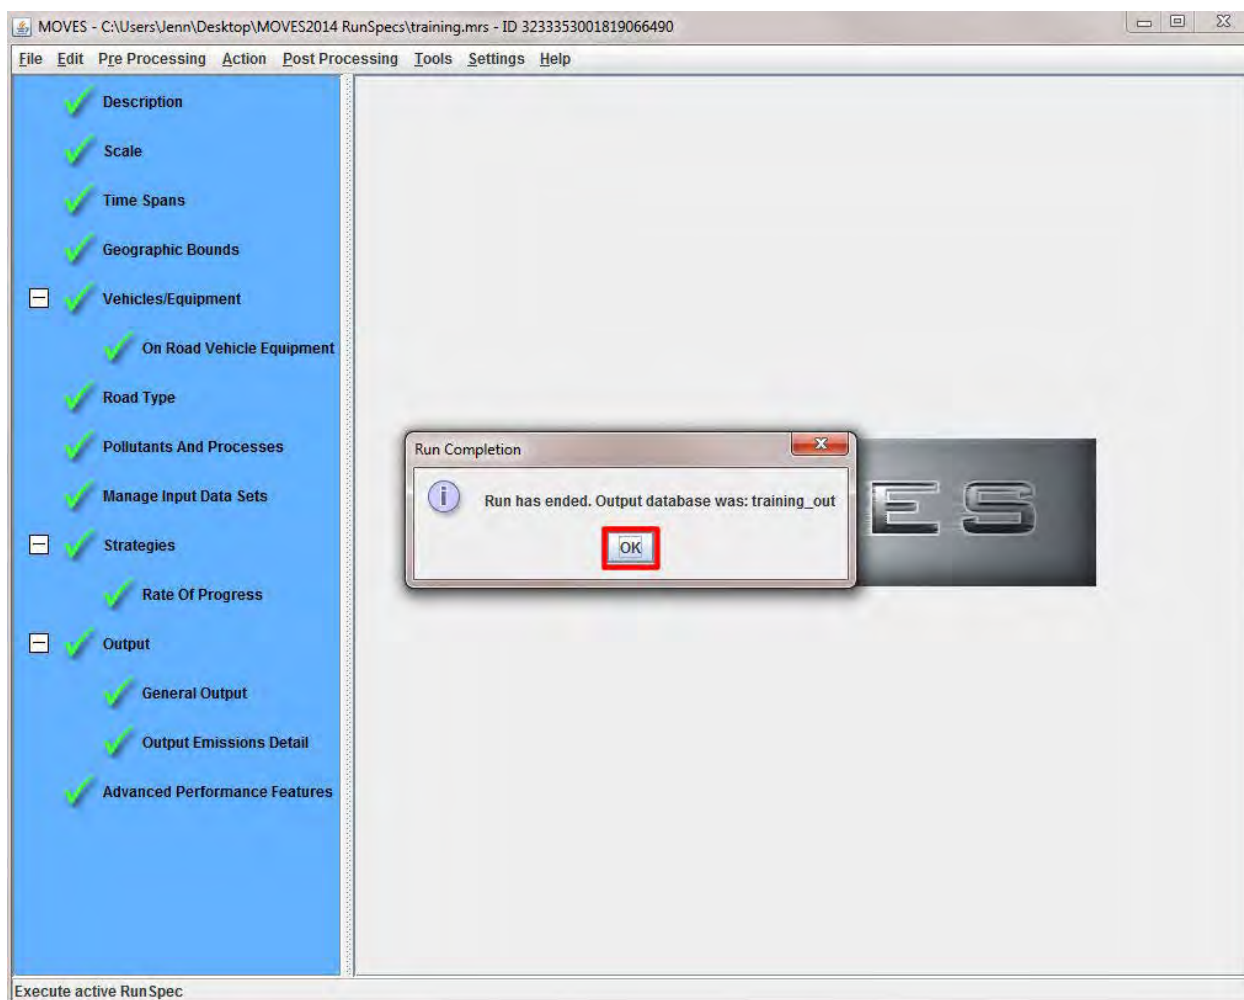 MOVES - C:\Users\Jenn\Desktop\MOVES2014 RunSpecs\training.mrs - ID 3233353001819066490
File Edit Pre Processing Action Post Processing Tools Settings Help
Description
Scale
Time Spans
Geographic Bounds
Vehicles/Equipment
On Road Vehicle Equipment
Road Type
Pollutants And Processes
Manage Input Data Sets
Strategies
Rate Of Progress
Output
General Output
Output Emissions Detail
Advanced Performance Features
Run Completion
Run has ended. Output database was: training_out
OK
ES
Execute active RunSpec